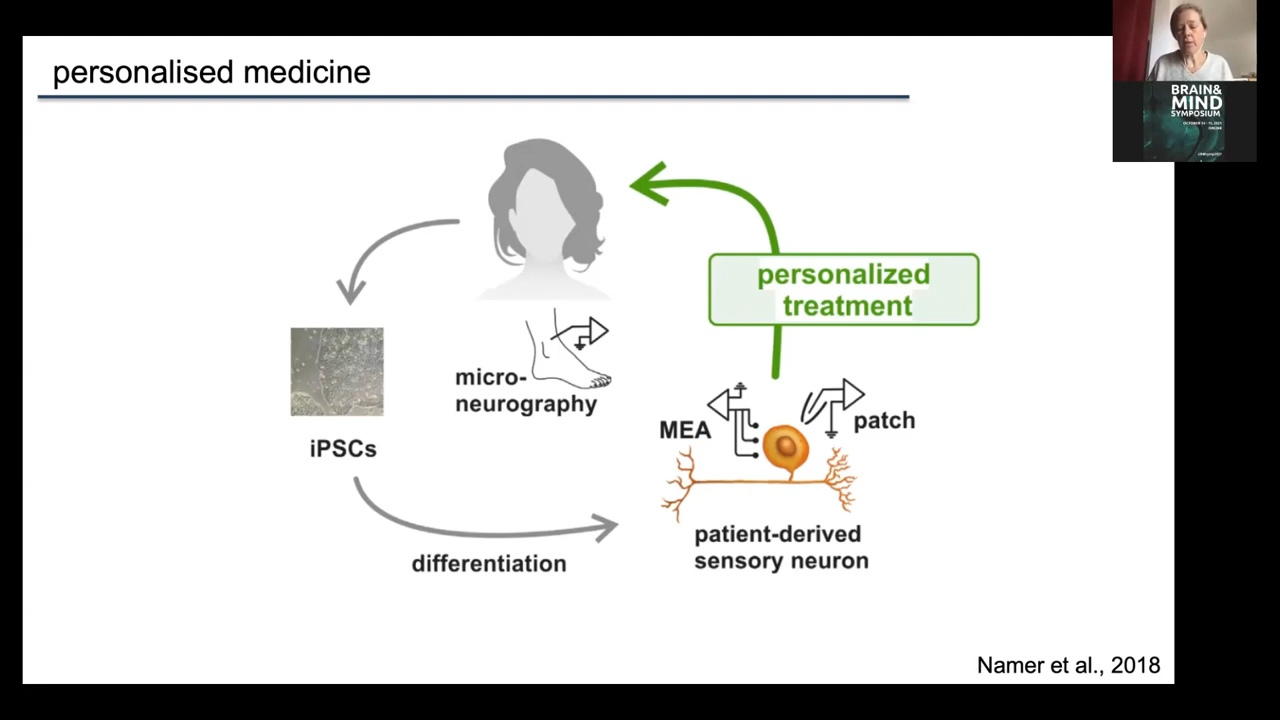 personalised medicine
BRAIN&
MIND
SYMPOSIUM
ONLINE
personalized
treatment
micro-
neurography
iPSCs
MEA
patch
differentiation
patient-derived
sensory neuron
Namer et al., 2018